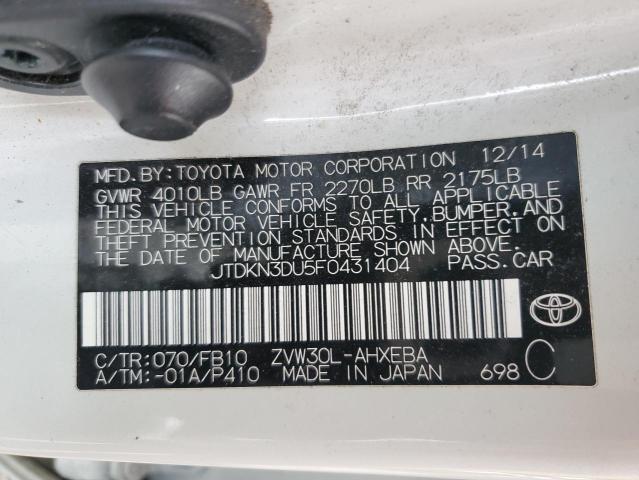 MFD. BY: TOYOTA MOTOR CORPORATION 12/14
GVWR 4010LB GAWR FR 2270LB RR 2175LB
THIS VEHICLE CONFORMS TO ALL APPLICABLE
FEDERAL MOTOR VEHICLE SAFETY, BUMPER, AND
THEFT PREVENTION STANDARDS IN EFFECT ON
THE DATE OF MANUFACTURE SHOWN ABOVE.
JTDKN3DU5F0431404 PASS. CAR
C/TR: 070/FB10 ZVW30L-AHXEBA
A/TM: -01A/P410 MADE IN JAPAN 698 C